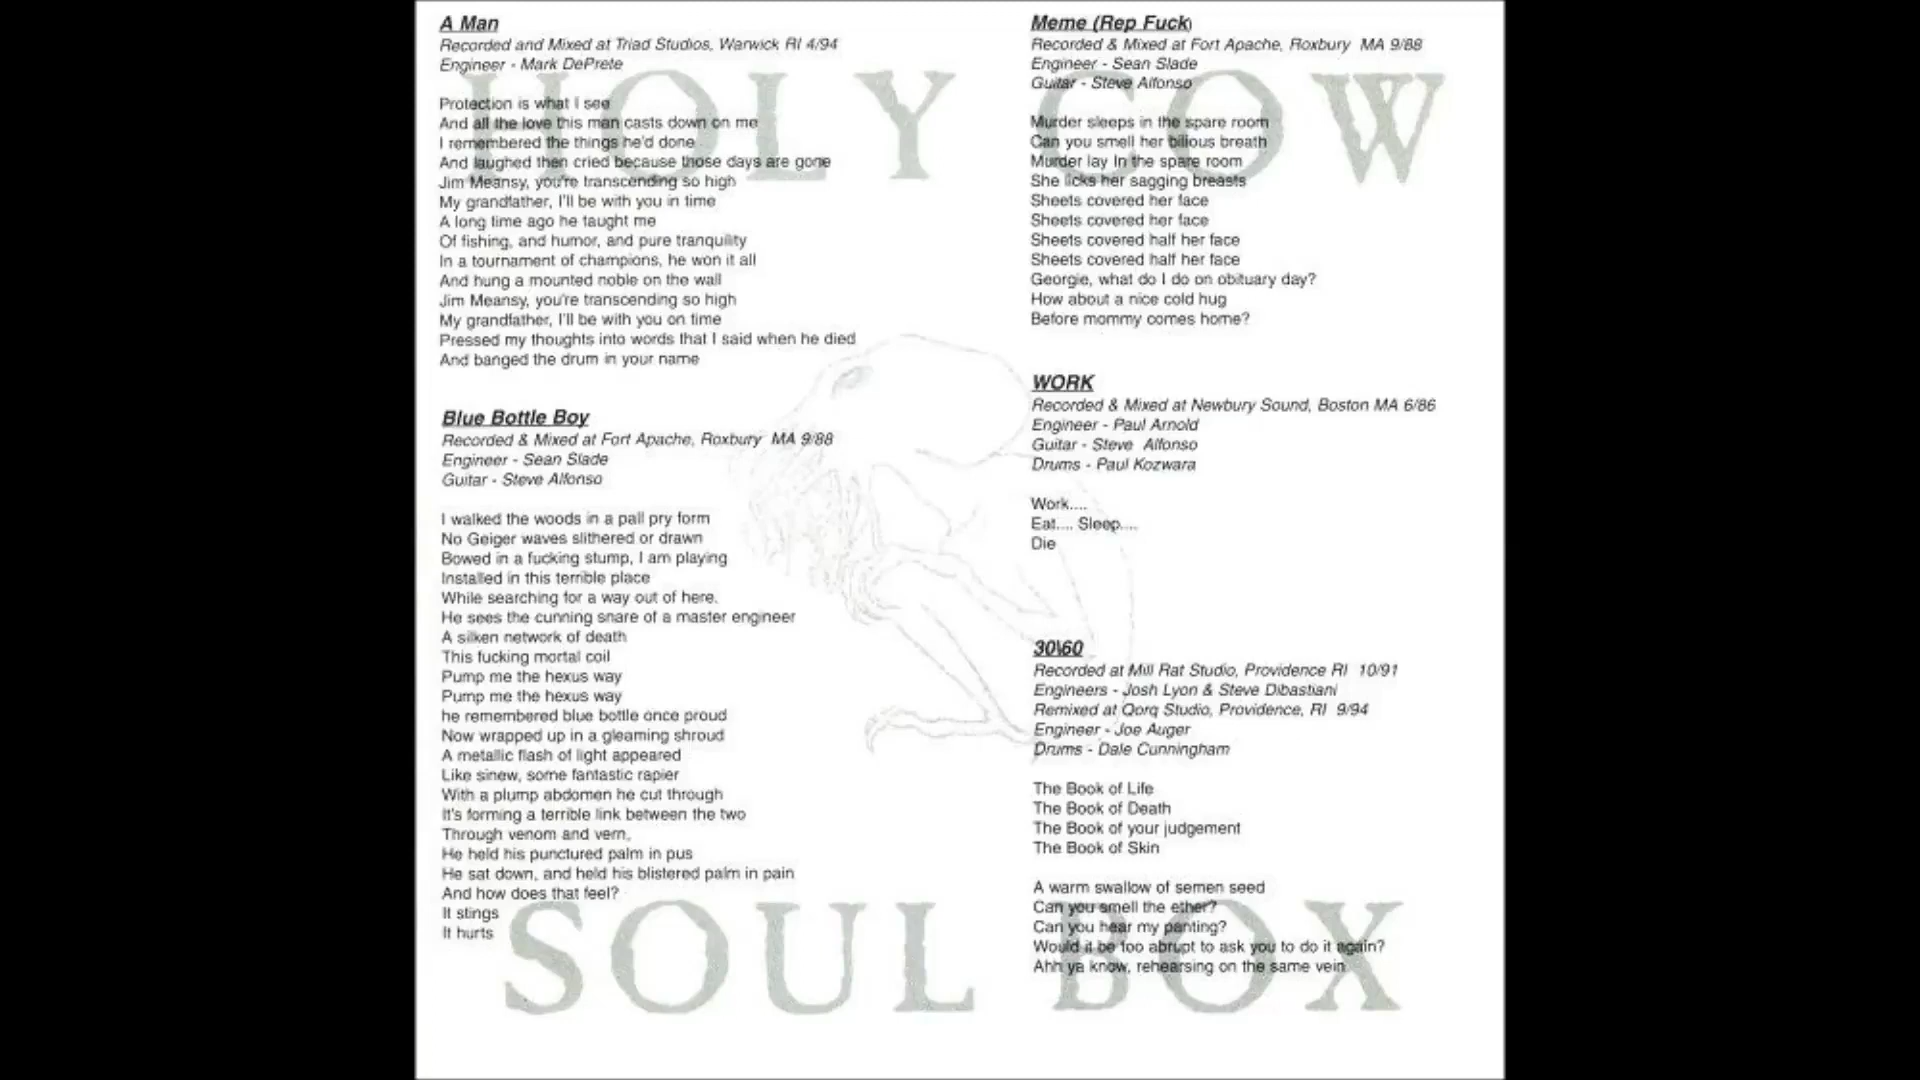 A Man
Recorded and Mixed at Triad Studios, Warwick RI 4/94
Engineer - Mark DePrete
Protection is what I see
And all the love this man casts down on me
I remembered the things he'd done
And laughed then cried because those days are gone
Jim Meansy, you're transcending so high
My grandfather, I'll be with you in time
A long time ago he taught me
Of fishing, and humor, and pure tranquility
In a tournament of champions, he won it all
And hung a mounted noble on the wall
Jim Meansy, you're transcending so high
My grandfather, I'll be with you on time
Pressed my thoughts into words that I said when he died
And banged the drum in your name
Blue Bottle Boy
Recorded & Mixed at Fort Apache, Roxbury MA 9/88
Engineer - Sean Slade
Guitar - Steve Alfonso
I walked the woods in a pall pry form
No Geiger waves slithered or drawn
Bowed in a fucking stump, I am playing
Installed in this terrible place
While searching for a way out of here.
He sees the cunning snare of a master engineer
A silken network of death
This fucking mortal coil
Pump me the hexus way
Pump me the hexus way
he remembered blue bottle once proud
Now wrapped up in a gleaming shroud
A metallic flash of light appeared
Like sinew, some fantastic rapier
With a plump abdomen he cut through
It's forming a terrible link between the two
Through venom and vern,
He held his punctured palm in pus
He sat down, and held his blistered palm in pain
And how does that feel?
It stings
It hurts
Meme (Rep Fuck)
Recorded & Mixed at Fort Apache, Roxbury MA 9/88
Engineer - Sean Slade
Guitar - Steve Alfonso
Murder sleeps in the spare room
Can you smell her bilious breath
Murder lay In the spare room
She licks her sagging breasts
Sheets covered her face
Sheets covered her face
Sheets covered half her face
Sheets covered half her face
Georgie, what do I do on obituary day?
How about a nice cold hug
Before mommy comes home?
WORK
Recorded & Mixed at Newbury Sound, Boston MA 6/86
Engineer - Paul Arnold
Guitar - Steve Alfonso
Drums - Paul Kozwara
Work....
Eat.... Sleep....
Die
30\60
Recorded at Mill Rat Studio, Providence RI 10/91
Engineers - Josh Lyon & Steve Dibastiani
Remixed at Qorq Studio, Providence, RI 9/94
Engineer - Joe Auger
Drums - Dale Cunningham
The Book of Life
The Book of Death
The Book of your judgement
The Book of Skin
A warm swallow of semen seed
Can you smell the ether?
Can you hear my panting?
Would it be too abrupt to ask you to do it again?
Ahh ya know, rehearsing on the same vein
HOLY COW
SOUL BOX